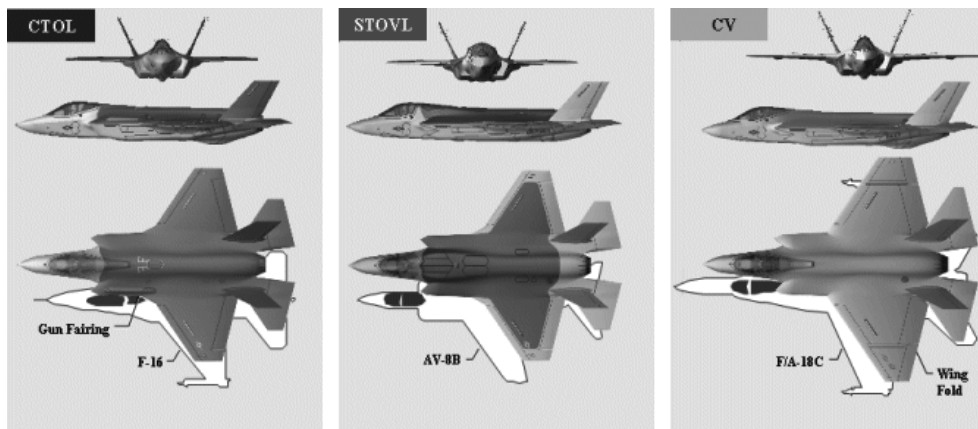 CTOL
STOVL
CV
Gun Fairing
F-16
AV-8B
F/A-18C
Wing
Fold